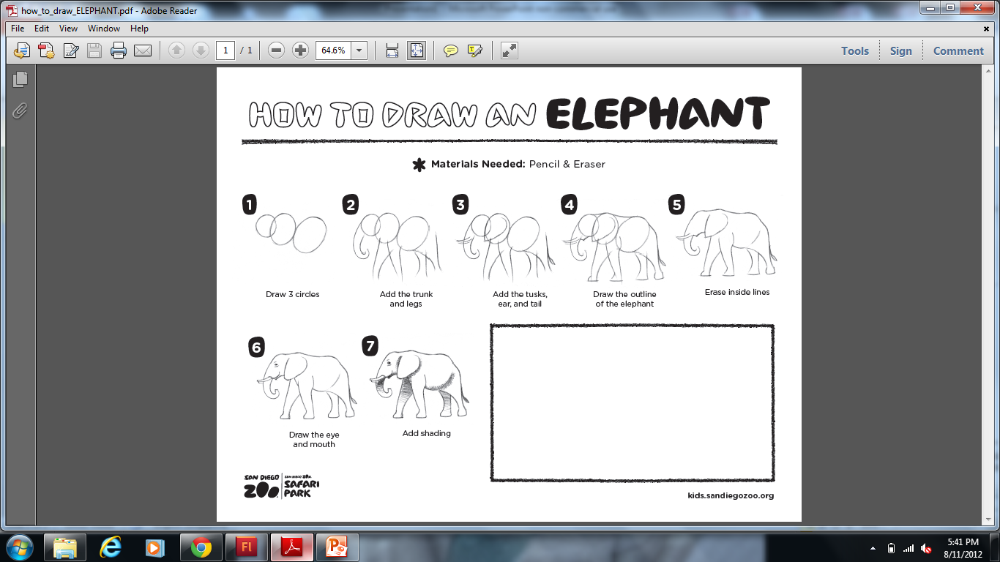 how_to_draw_ELEPHANT.pdf - Adobe Reader
File Edit View Window Help
1 / 1 64.6% Tools Sign Comment
HOW TO DRAW AN ELEPHANT
Materials Needed: Pencil & Eraser
1 2 3 4 5
Draw 3 circles
Add the trunk
and legs
Add the tusks,
ear, and tail
Draw the outline
of the elephant
Erase inside lines
6 7
Draw the eye
and mouth
Add shading
SAN DIEGO
ZOO
SAN DIEGO ZOO
SAFARI
PARK
kids.sandiegozoo.org
Fl
P
5:41 PM
8/11/2012